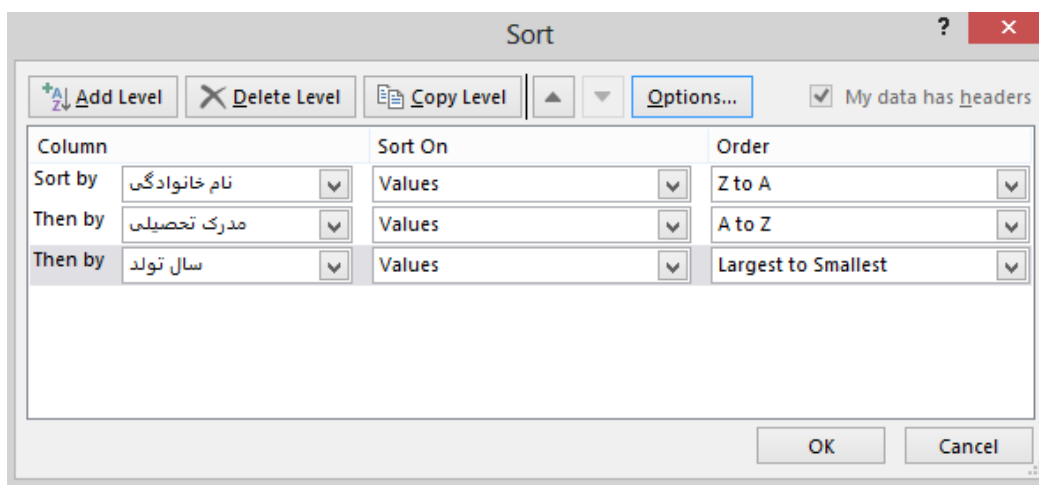 Sort ?
Add Level Delete Level Copy Level Options... My data has headers
Column Sort On Order
Sort by نام خانوادگی Values Z to A
Then by مدرک تحصیلی Values A to Z
Then by سال تولد Values Largest to Smallest
OK Cancel